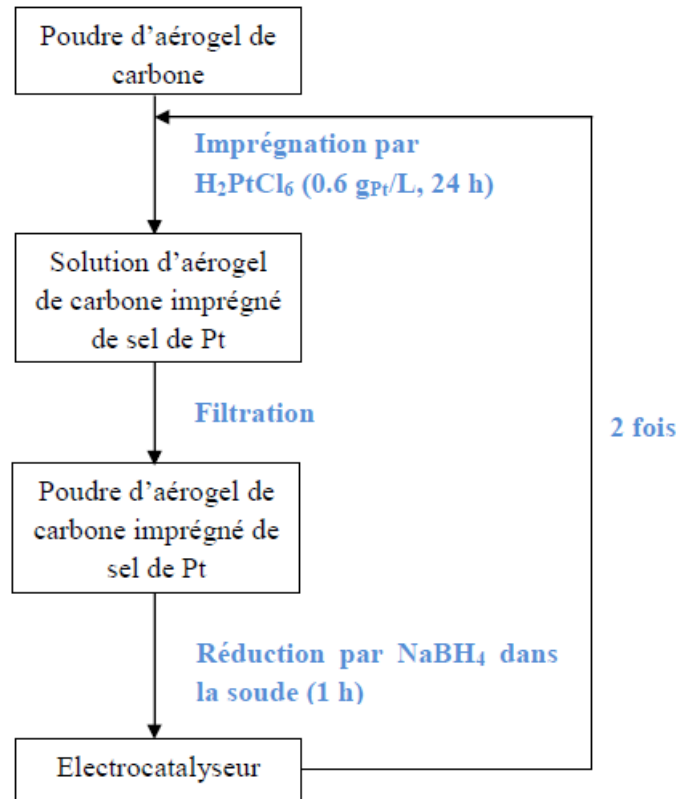 Poudre d'aérogel de
carbone
Imprégnation par
H₂PtCl₆ (0.6 gPt/L, 24 h)
Solution d'aérogel
de carbone imprégné
de sel de Pt
Filtration
2 fois
Poudre d'aérogel de
carbone imprégné de
sel de Pt
Réduction par NaBH₄ dans
la soude (1 h)
Electrocatalyseur